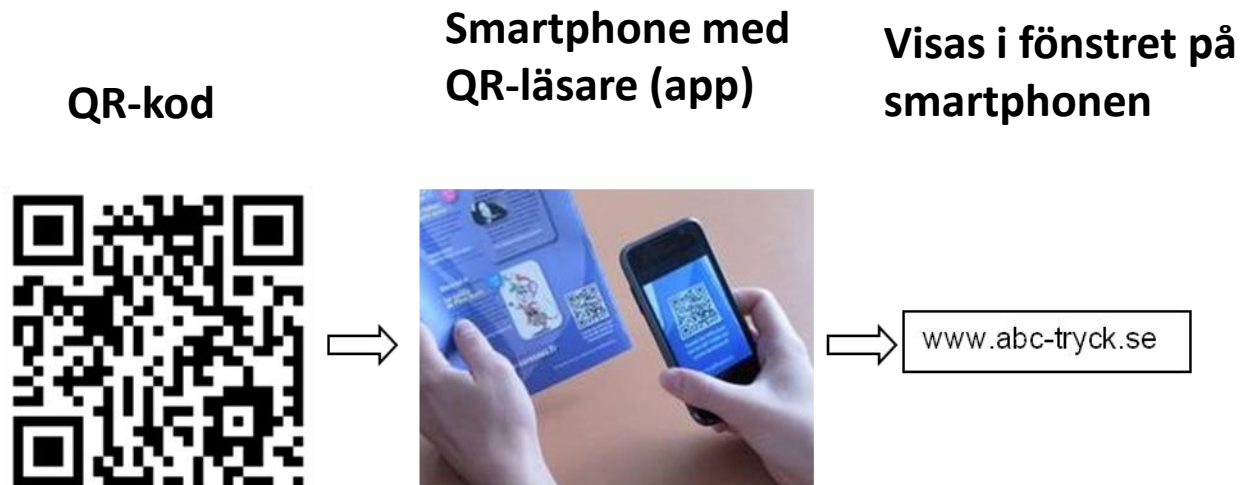 QR-kod
Smartphone med
QR-läsare (app)
Visas i fönstret på
smartphonen
www.abc-tryck.se